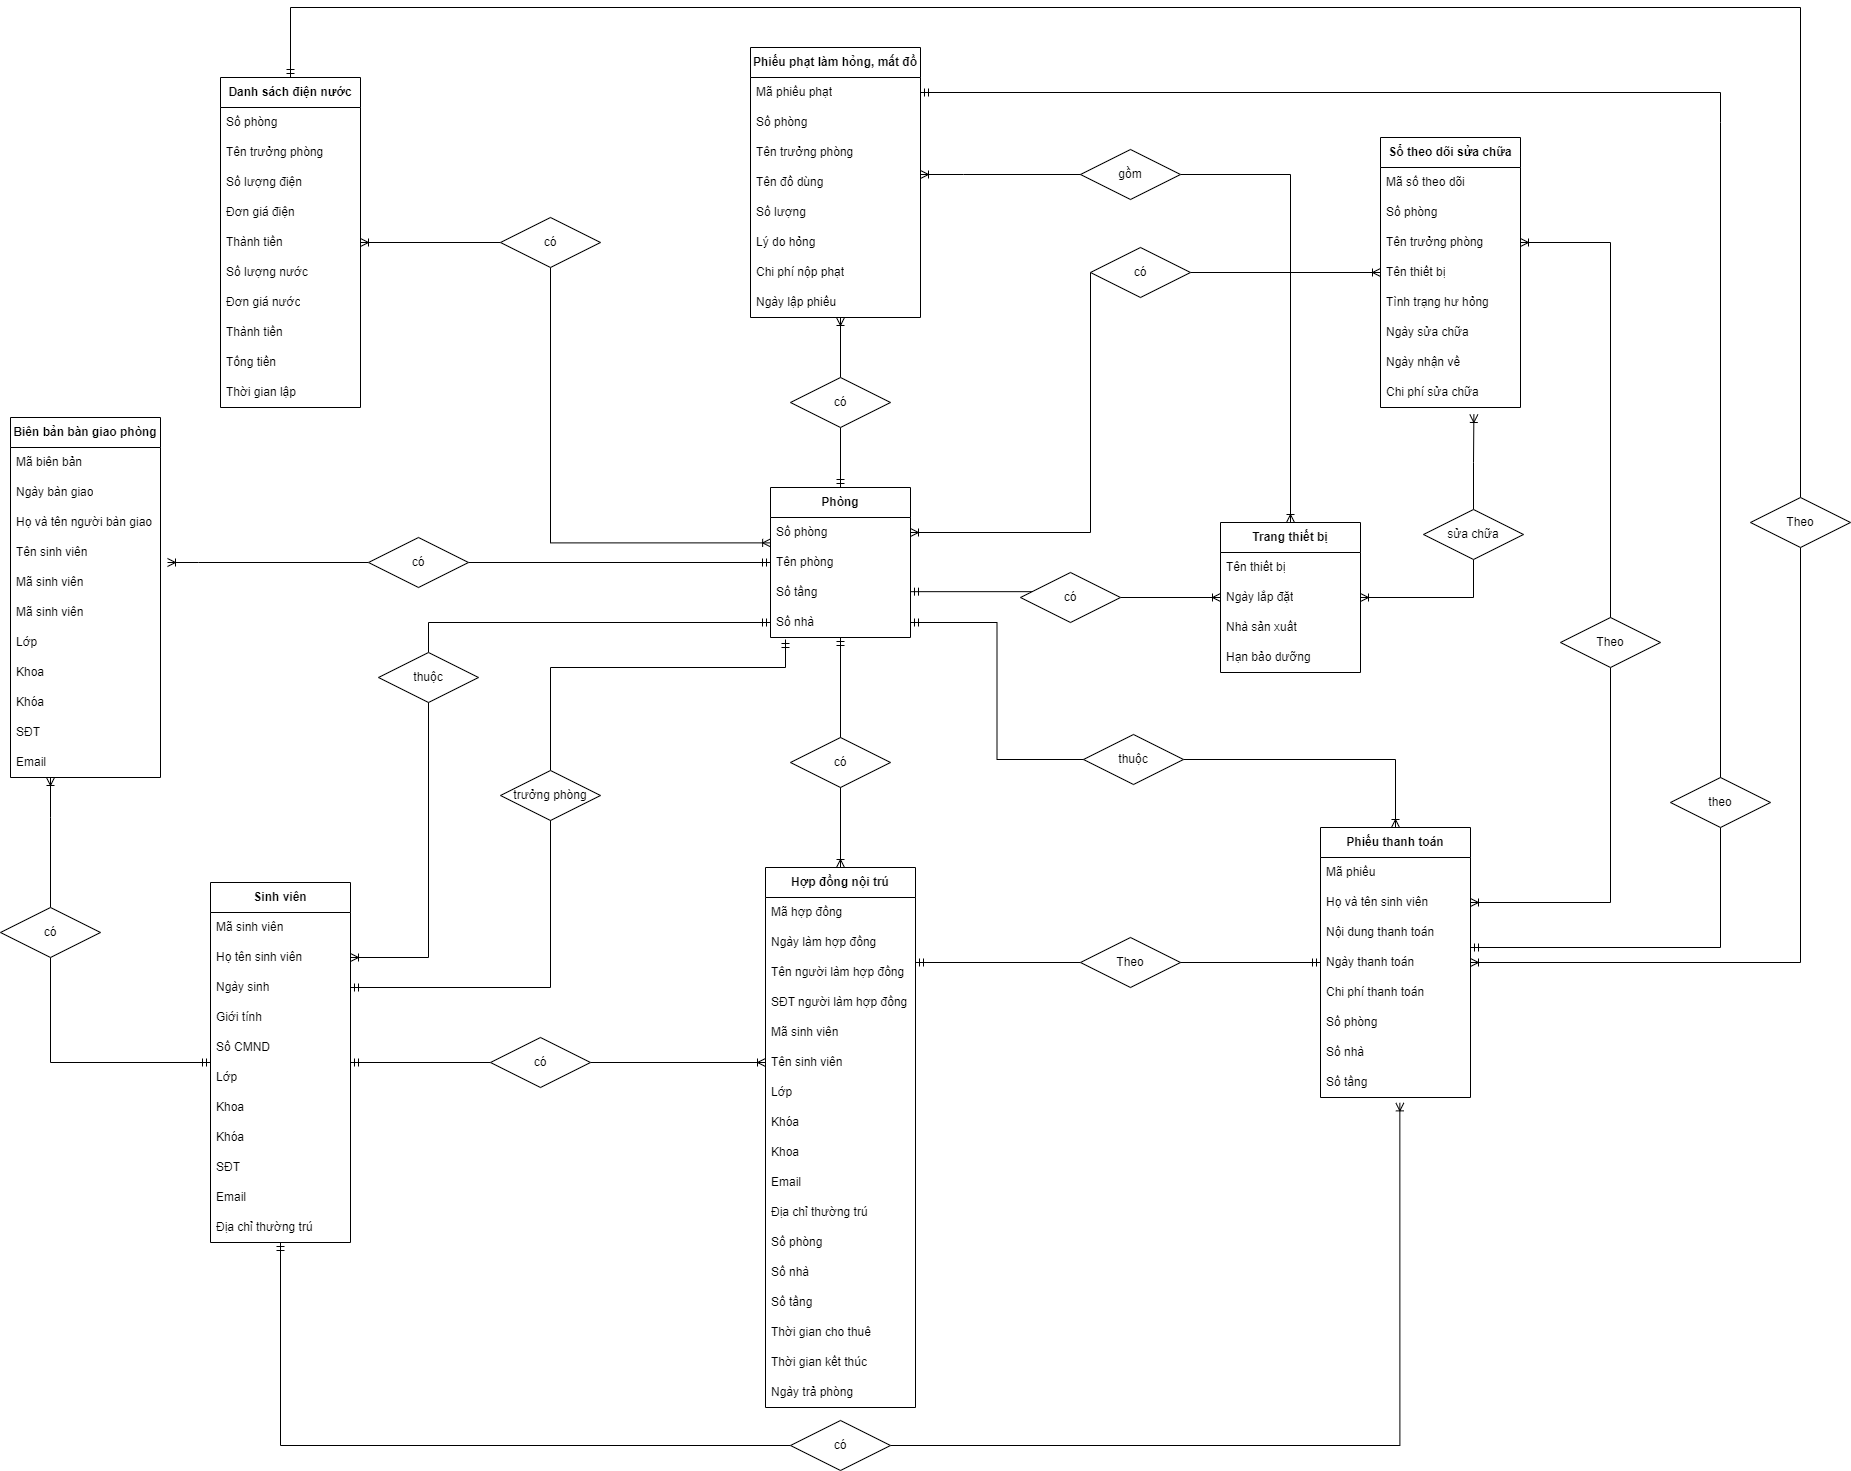 Danh sách điện nước
Số phòng
Tên trưởng phòng
Số lượng điện
Đơn giá điện
Thành tiền
Số lượng nước
Đơn giá nước
Thành tiền
Tổng tiền
Thời gian lập
Phiếu phạt làm hỏng, mất đồ
Mã phiếu phạt
Số phòng
Tên trưởng phòng
Tên đồ dùng
Số lượng
Lý do hỏng
Chi phí nộp phạt
Ngày lập phiếu
Sổ theo dõi sửa chữa
Mã số theo dõi
Số phòng
Tên trưởng phòng
Tên thiết bị
Tình trạng hư hỏng
Ngày sửa chữa
Ngày nhận về
Chi phí sửa chữa
gồm
có
có
có
Biên bản bàn giao phòng
Mã biên bản
Ngày bàn giao
Họ và tên người bàn giao
Tên sinh viên
Mã sinh viên
Mã sinh viên
Lớp
Khoa
Khóa
SĐT
Email
có
Phòng
Số phòng
Tên phòng
Số tầng
Số nhà
có
Trang thiết bị
Tên thiết bị
Ngày lắp đặt
Nhà sản xuất
Hạn bảo dưỡng
sửa chữa
Theo
Theo
thuộc
trưởng phòng
có
thuộc
theo
có
Sinh viên
Mã sinh viên
Họ tên sinh viên
Ngày sinh
Giới tính
Số CMND
Lớp
Khoa
Khóa
SĐT
Email
Địa chỉ thường trú
có
Hợp đồng nội trú
Mã hợp đồng
Ngày làm hợp đồng
Tên người làm hợp đồng
SĐT người làm hợp đồng
Mã sinh viên
Tên sinh viên
Lớp
Khóa
Khoa
Email
Địa chỉ thường trú
Số phòng
Số nhà
Số tầng
Thời gian cho thuê
Thời gian kết thúc
Ngày trả phòng
Theo
Phiếu thanh toán
Mã phiếu
Họ và tên sinh viên
Nội dung thanh toán
Ngày thanh toán
Chi phí thanh toán
Số phòng
Số nhà
Số tầng
có